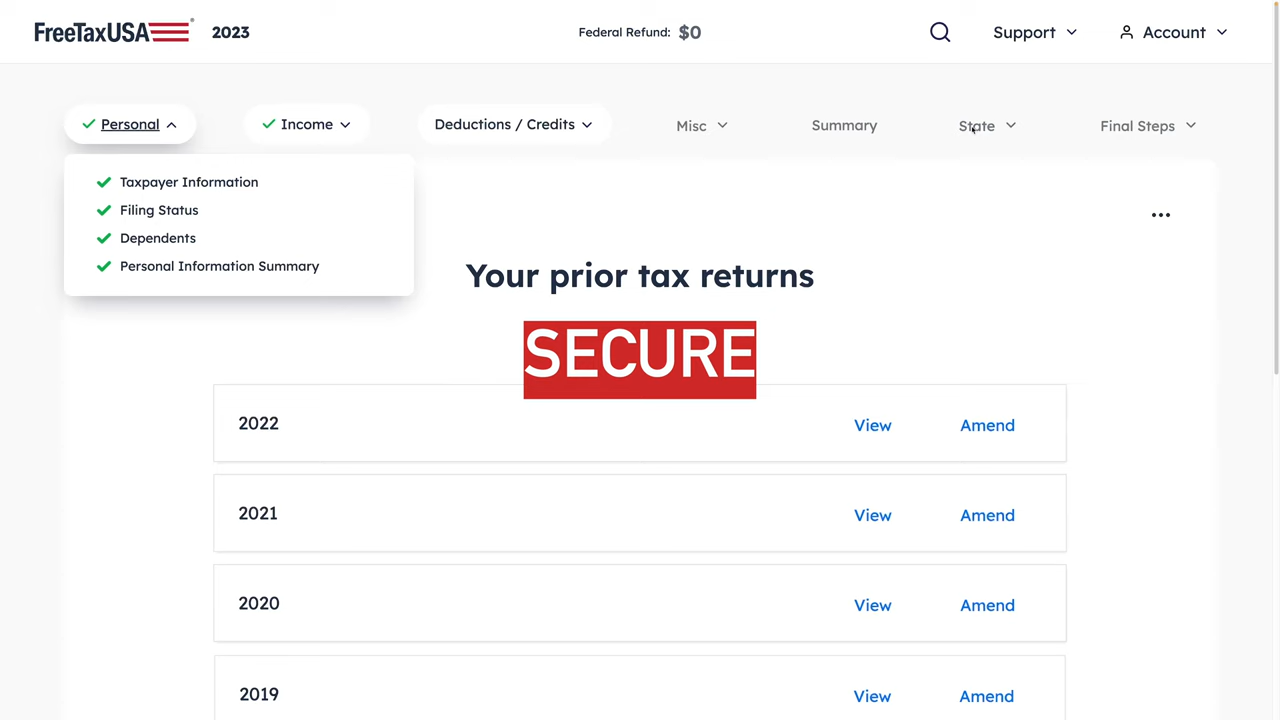 FreeTaxUSA 2023 Federal Refund: $0 Support Account
Personal Income Deductions / Credits Misc Summary State Final Steps
Taxpayer Information
Filing Status
Dependents
Personal Information Summary
Your prior tax returns
SECURE
2022 View Amend
2021 View Amend
2020 View Amend
2019 View Amend